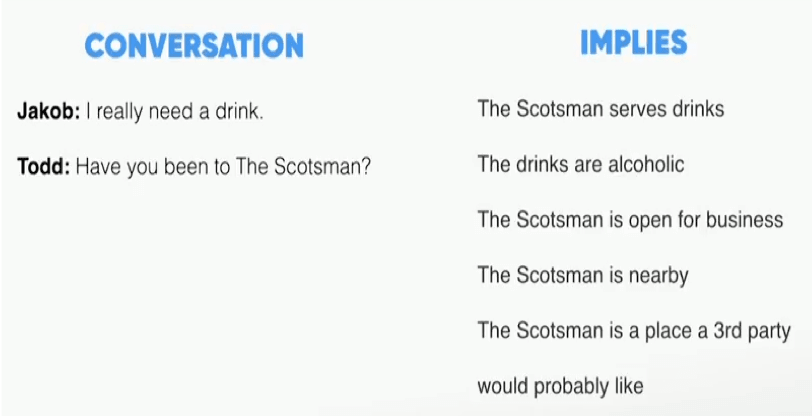 CONVERSATION
Jakob: I really need a drink.
Todd: Have you been to The Scotsman?
IMPLIES
The Scotsman serves drinks
The drinks are alcoholic
The Scotsman is open for business
The Scotsman is nearby
The Scotsman is a place a 3rd party
would probably like